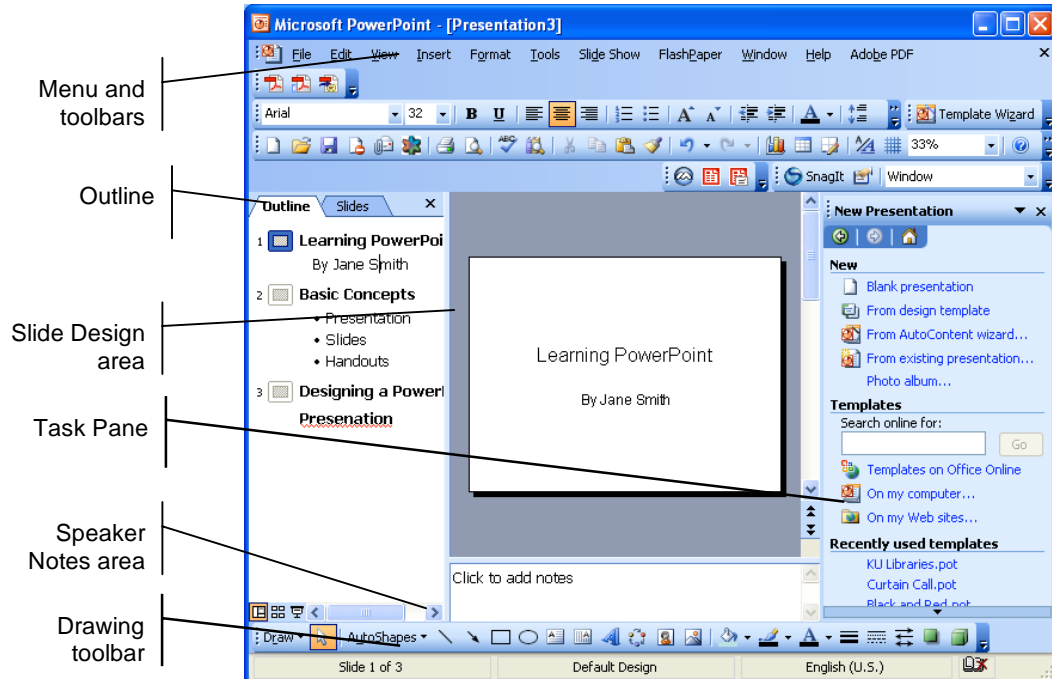 Microsoft PowerPoint - [Presentation3]
File Edit View Insert Format Tools Slide Show FlashPaper Window Help Adobe PDF
Menu and
toolbars
Arial 32 B U A A A Template Wizard
ABC 33%
SnagIt Window
Outline
Outline Slides
1 Learning PowerPoi
By Jane Smith
2 Basic Concepts
• Presentation
• Slides
• Handouts
3 Designing a Powerl
Presenation
Slide Design
area
Learning PowerPoint
By Jane Smith
New Presentation
New
Blank presentation
From design template
From AutoContent wizard...
From existing presentation...
Photo album...
Templates
Search online for:
Go
Templates on Office Online
On my computer...
On my Web sites...
Recently used templates
KU Libraries.pot
Curtain Call.pot
Black and Red.pot
Task Pane
Speaker
Notes area
Click to add notes
Drawing
toolbar
Draw AutoShapes A A A
Slide 1 of 3 Default Design English (U.S.)